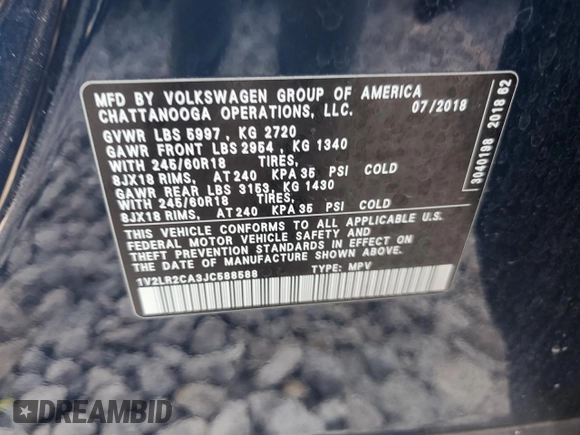 MFD BY VOLKSWAGEN GROUP OF AMERICA
CHATTANOOGA OPERATIONS, LLC. 07/2018
GVWR LBS 5997 , KG 2720
GAWR FRONT LBS 2954 , KG 1340
WITH 245/60R18 TIRES,
8JX18 RIMS, AT 240 KPA 35 PSI COLD
GAWR REAR LBS 3153, KG 1430
WITH 245/60R18 TIRES,
8JX18 RIMS, AT 240 KPA 35 PSI COLD
THIS VEHICLE CONFORMS TO ALL APPLICABLE U.S.
FEDERAL MOTOR VEHICLE SAFETY AND
THEFT PREVENTION STANDARDS IN EFFECT ON
THE DATE OF MANUFACTURE SHOWN ABOVE.
1V2LR2CA3JC588588 TYPE: MPV
3040198 2018 62
DREAMBID